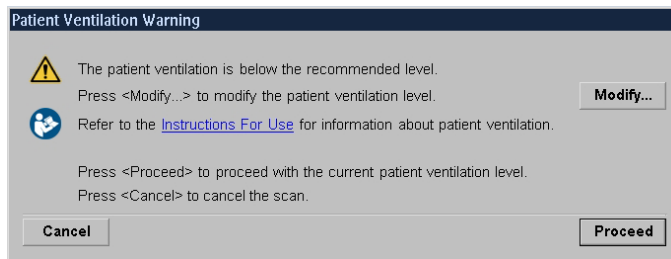 Patient Ventilation Warning
The patient ventilation is below the recommended level.
Press <Modify...> to modify the patient ventilation level.
Modify...
Refer to the Instructions For Use for information about patient ventilation.
Press <Proceed> to proceed with the current patient ventilation level.
Press <Cancel> to cancel the scan.
Cancel
Proceed